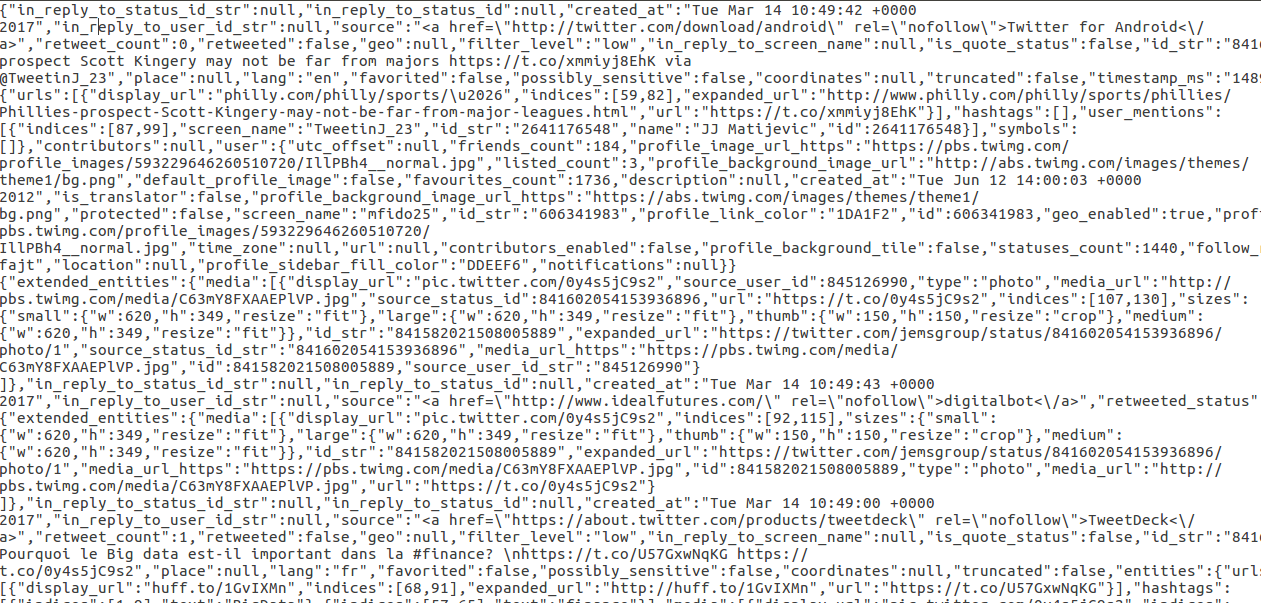 {"in_reply_to_status_id_str":null,"in_reply_to_status_id":null,"created_at":"Tue Mar 14 10:49:42 +0000
2017","in_reply_to_user_id_str":null,"source":"<a href=\"http://twitter.com/download/android\" rel=\"nofollow\">Twitter for Android<\/
a>","retweet_count":0,"retweeted":false,"geo":null,"filter_level":"low","in_reply_to_screen_name":null,"is_quote_status":false,"id_str":"841
prospect Scott Kingery may not be far from majors https://t.co/xmmiyj8EhK via
@TweetinJ_23","place":null,"lang":"en","favorited":false,"possibly_sensitive":false,"coordinates":null,"truncated":false,"timestamp_ms":"1489
{"urls":[{"display_url":"philly.com/philly/sports/\u2026","indices":[59,82],"expanded_url":"http://www.philly.com/philly/sports/phillies/
Phillies-prospect-Scott-Kingery-may-not-be-far-from-major-leagues.html","url":"https://t.co/xmmiyj8EhK"}],"hashtags":[],"user_mentions":
[{"indices":[87,99],"screen_name":"TweetinJ_23","id_str":"2641176548","name":"JJ Matijevic","id":2641176548}],"symbols":
[]},"contributors":null,"user":{"utc_offset":null,"friends_count":184,"profile_image_url_https":"https://pbs.twimg.com/
profile_images/593229646260510720/IllPBh4__normal.jpg","listed_count":3,"profile_background_image_url":"http://abs.twimg.com/images/themes/
theme1/bg.png","default_profile_image":false,"favourites_count":1736,"description":null,"created_at":"Tue Jun 12 14:00:03 +0000
2012","is_translator":false,"profile_background_image_url_https":"https://abs.twimg.com/images/themes/theme1/
bg.png","protected":false,"screen_name":"mfido25","id_str":"606341983","profile_link_color":"1DA1F2","id":606341983,"geo_enabled":true,"prof
pbs.twimg.com/profile_images/593229646260510720/
IllPBh4__normal.jpg","time_zone":null,"url":null,"contributors_enabled":false,"profile_background_tile":false,"statuses_count":1440,"follow_
fajt","location":null,"profile_sidebar_fill_color":"DDEEF6","notifications":null}}
{"extended_entities":{"media":[{"display_url":"pic.twitter.com/0y4s5jC9s2","source_user_id":845126990,"type":"photo","media_url":"http://
pbs.twimg.com/media/C63mY8FXAAEPlVP.jpg","source_status_id":841602054153936896,"url":"https://t.co/0y4s5jC9s2","indices":[107,130],"sizes":
{"small":{"w":620,"h":349,"resize":"fit"},"large":{"w":620,"h":349,"resize":"fit"},"thumb":{"w":150,"h":150,"resize":"crop"},"medium":
{"w":620,"h":349,"resize":"fit"}},"id_str":"841582021508005889","expanded_url":"https://twitter.com/jemsgroup/status/841602054153936896/
photo/1","source_status_id_str":"841602054153936896","media_url_https":"https://pbs.twimg.com/media/
C63mY8FXAAEPlVP.jpg","id":841582021508005889,"source_user_id_str":"845126990"}
]},"in_reply_to_status_id_str":null,"in_reply_to_status_id":null,"created_at":"Tue Mar 14 10:49:43 +0000
2017","in_reply_to_user_id_str":null,"source":"<a href=\"http://www.idealfutures.com/\" rel=\"nofollow\">digitalbot<\/a>","retweeted_status"
{"extended_entities":{"media":[{"display_url":"pic.twitter.com/0y4s5jC9s2","indices":[92,115],"sizes":{"small":
{"w":620,"h":349,"resize":"fit"},"large":{"w":620,"h":349,"resize":"fit"},"thumb":{"w":150,"h":150,"resize":"crop"},"medium":
{"w":620,"h":349,"resize":"fit"}},"id_str":"841582021508005889","expanded_url":"https://twitter.com/jemsgroup/status/841602054153936896/
photo/1","media_url_https":"https://pbs.twimg.com/media/C63mY8FXAAEPlVP.jpg","id":841582021508005889,"type":"photo","media_url":"http://
pbs.twimg.com/media/C63mY8FXAAEPlVP.jpg","url":"https://t.co/0y4s5jC9s2"}
]},"in_reply_to_status_id_str":null,"in_reply_to_status_id":null,"created_at":"Tue Mar 14 10:49:00 +0000
2017","in_reply_to_user_id_str":null,"source":"<a href=\"https://about.twitter.com/products/tweetdeck\" rel=\"nofollow\">TweetDeck<\/
a>","retweet_count":1,"retweeted":false,"geo":null,"filter_level":"low","in_reply_to_screen_name":null,"is_quote_status":false,"id_str":"841
Pourquoi le Big data est-il important dans la #finance? \nhttps://t.co/U57GxwNqKG https://
t.co/0y4s5jC9s2","place":null,"lang":"fr","favorited":false,"possibly_sensitive":false,"coordinates":null,"truncated":false,"entities":{"url
[{"display_url":"huff.to/1GvIXMn","indices":[68,91],"expanded_url":"http://huff.to/1GvIXMn","url":"https://t.co/U57GxwNqKG"}],"hashtags":